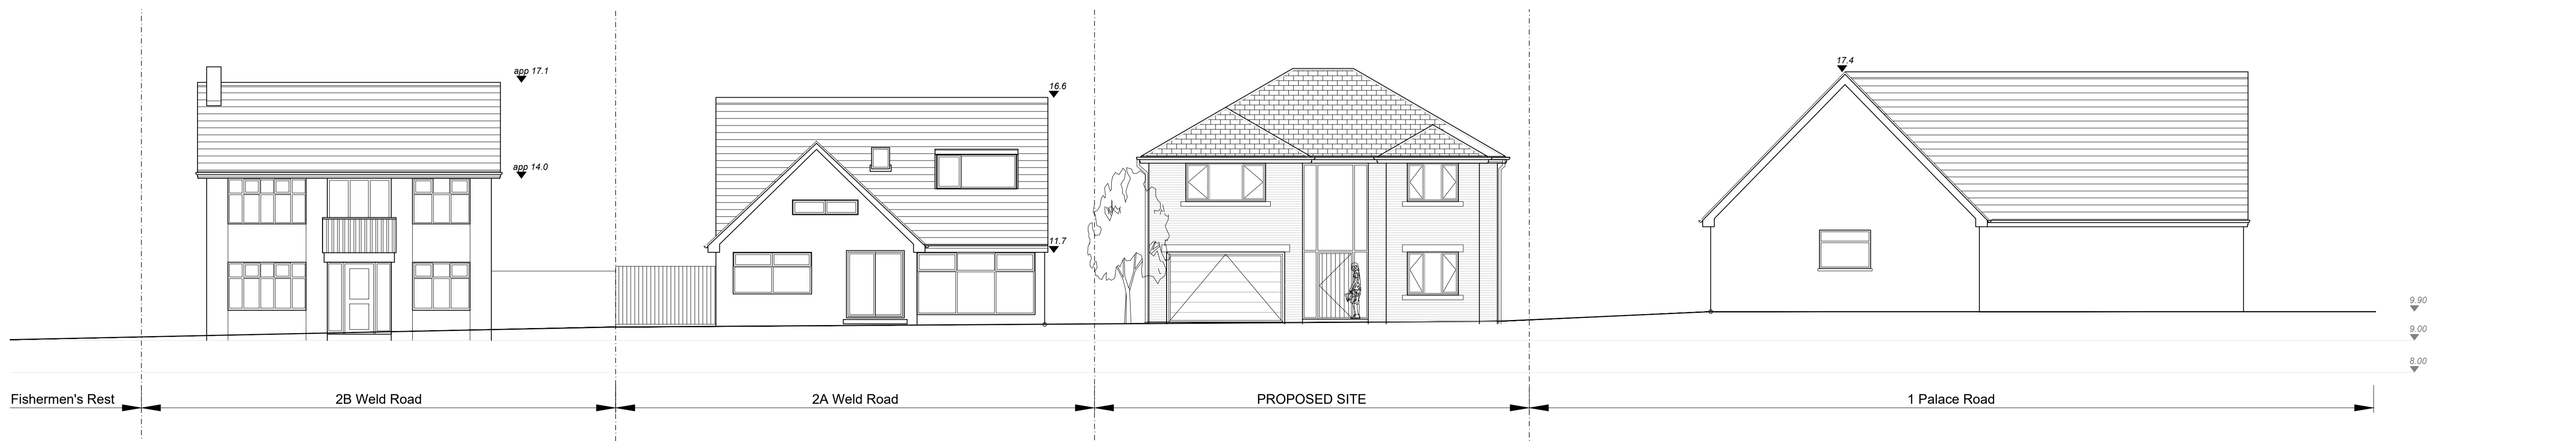 app 17.1
app 14.0
16.6
11.7
17.4
9.90
9.00
8.00
Fishermen's Rest
2B Weld Road
2A Weld Road
PROPOSED SITE
1 Palace Road